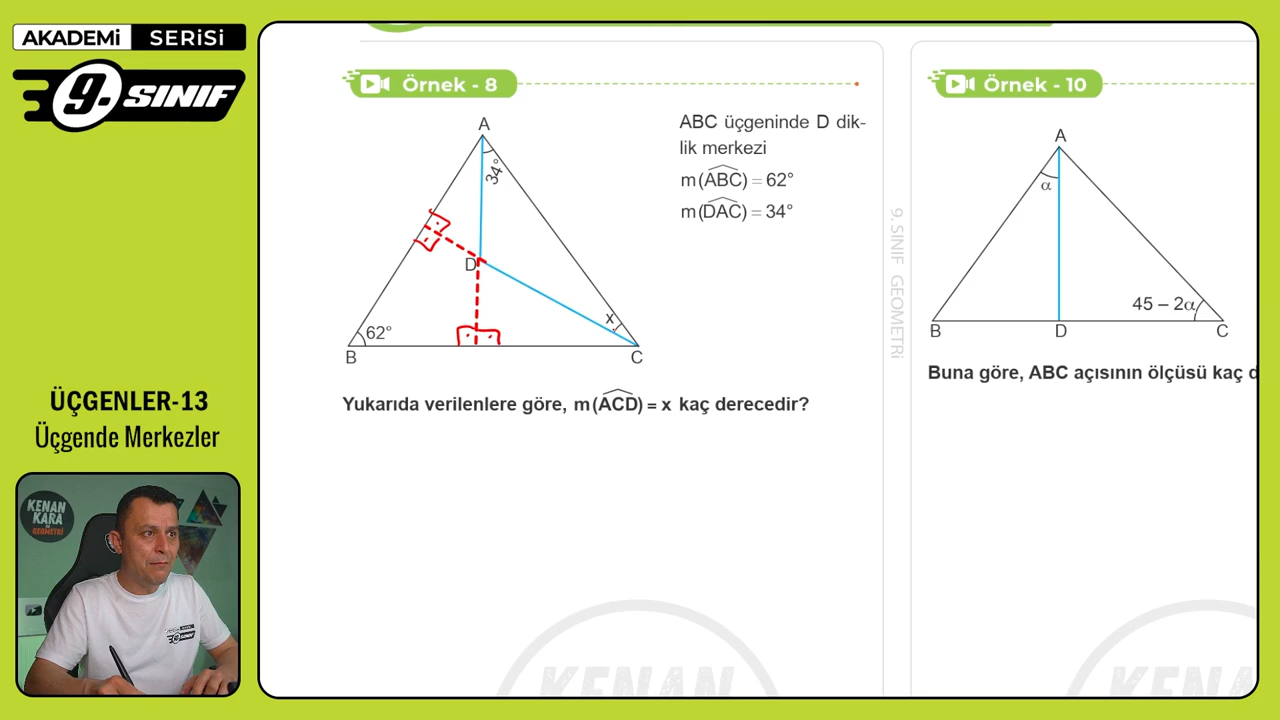 AKADEMİ SERİSİ
9. SINIF
ÜÇGENLER-13
Üçgende Merkezler
KENAN
KARA
GEOMETRİ
Örnek - 8
A
34°
D
x
62°
B
C
ABC üçgeninde D dik-
lik merkezi
m(ABC) = 62°
m(DAC) = 34°
Yukarıda verilenlere göre, m(ACD) = x kaç derecedir?
KENAN
9. SINIF GEOMETRİ
Örnek - 10
A
α
45 – 2α
B
D
C
Buna göre, ABC açısının ölçüsü kaç d
KENAN